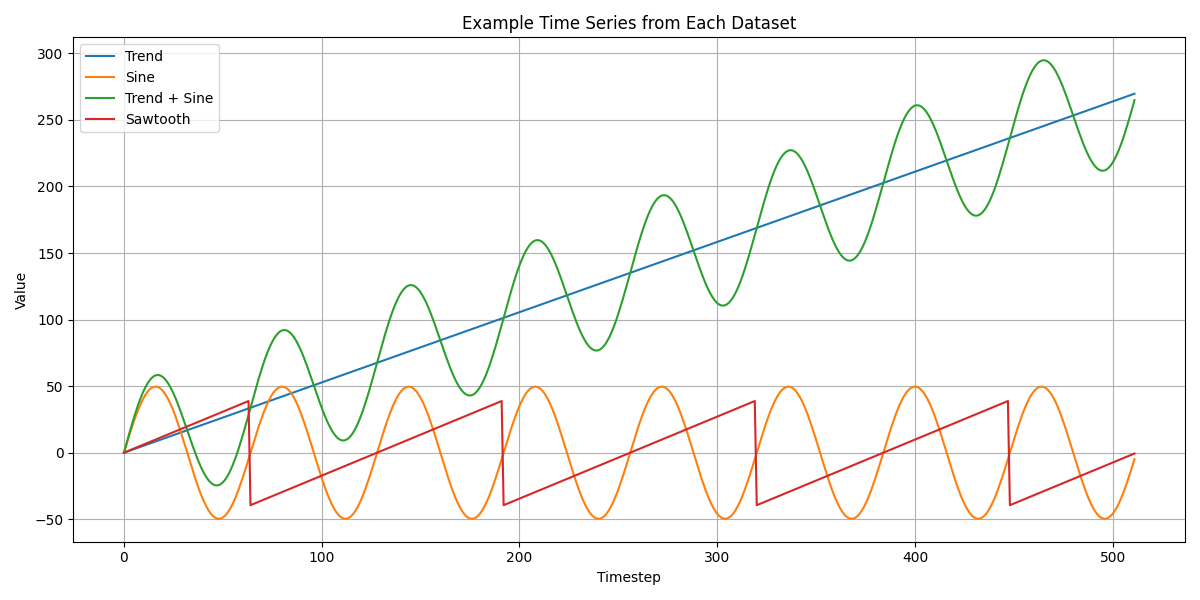 Example Time Series from Each Dataset
Trend
Sine
Trend + Sine
Sawtooth
300
250
200
150
100
50
0
−50
Value
0 100 200 300 400 500
Timestep